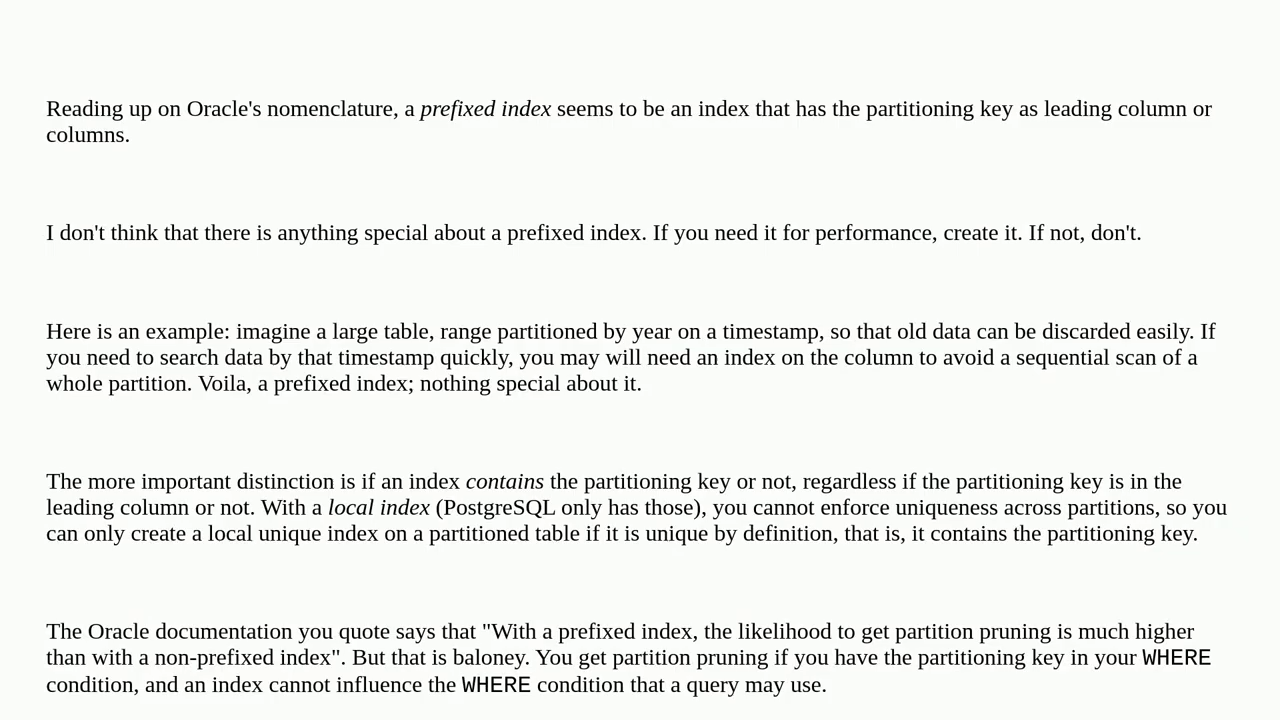 Reading up on Oracle's nomenclature, a prefixed index seems to be an index that has the partitioning key as leading column or
columns.
I don't think that there is anything special about a prefixed index. If you need it for performance, create it. If not, don't.
Here is an example: imagine a large table, range partitioned by year on a timestamp, so that old data can be discarded easily. If
you need to search data by that timestamp quickly, you may will need an index on the column to avoid a sequential scan of a
whole partition. Voila, a prefixed index; nothing special about it.
The more important distinction is if an index contains the partitioning key or not, regardless if the partitioning key is in the
leading column or not. With a local index (PostgreSQL only has those), you cannot enforce uniqueness across partitions, so you
can only create a local unique index on a partitioned table if it is unique by definition, that is, it contains the partitioning key.
The Oracle documentation you quote says that "With a prefixed index, the likelihood to get partition pruning is much higher
than with a non-prefixed index". But that is baloney. You get partition pruning if you have the partitioning key in your WHERE
condition, and an index cannot influence the WHERE condition that a query may use.